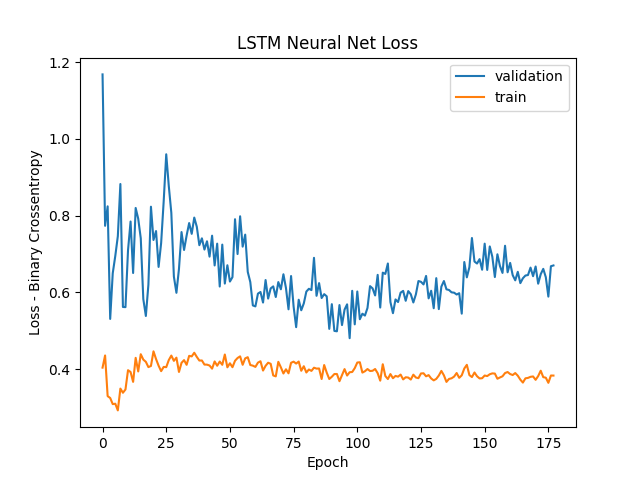 LSTM Neural Net Loss
validation
train
1.2
1.0
0.8
0.6
0.4
Loss - Binary Crossentropy
0
25
50
75
100
125
150
175
Epoch